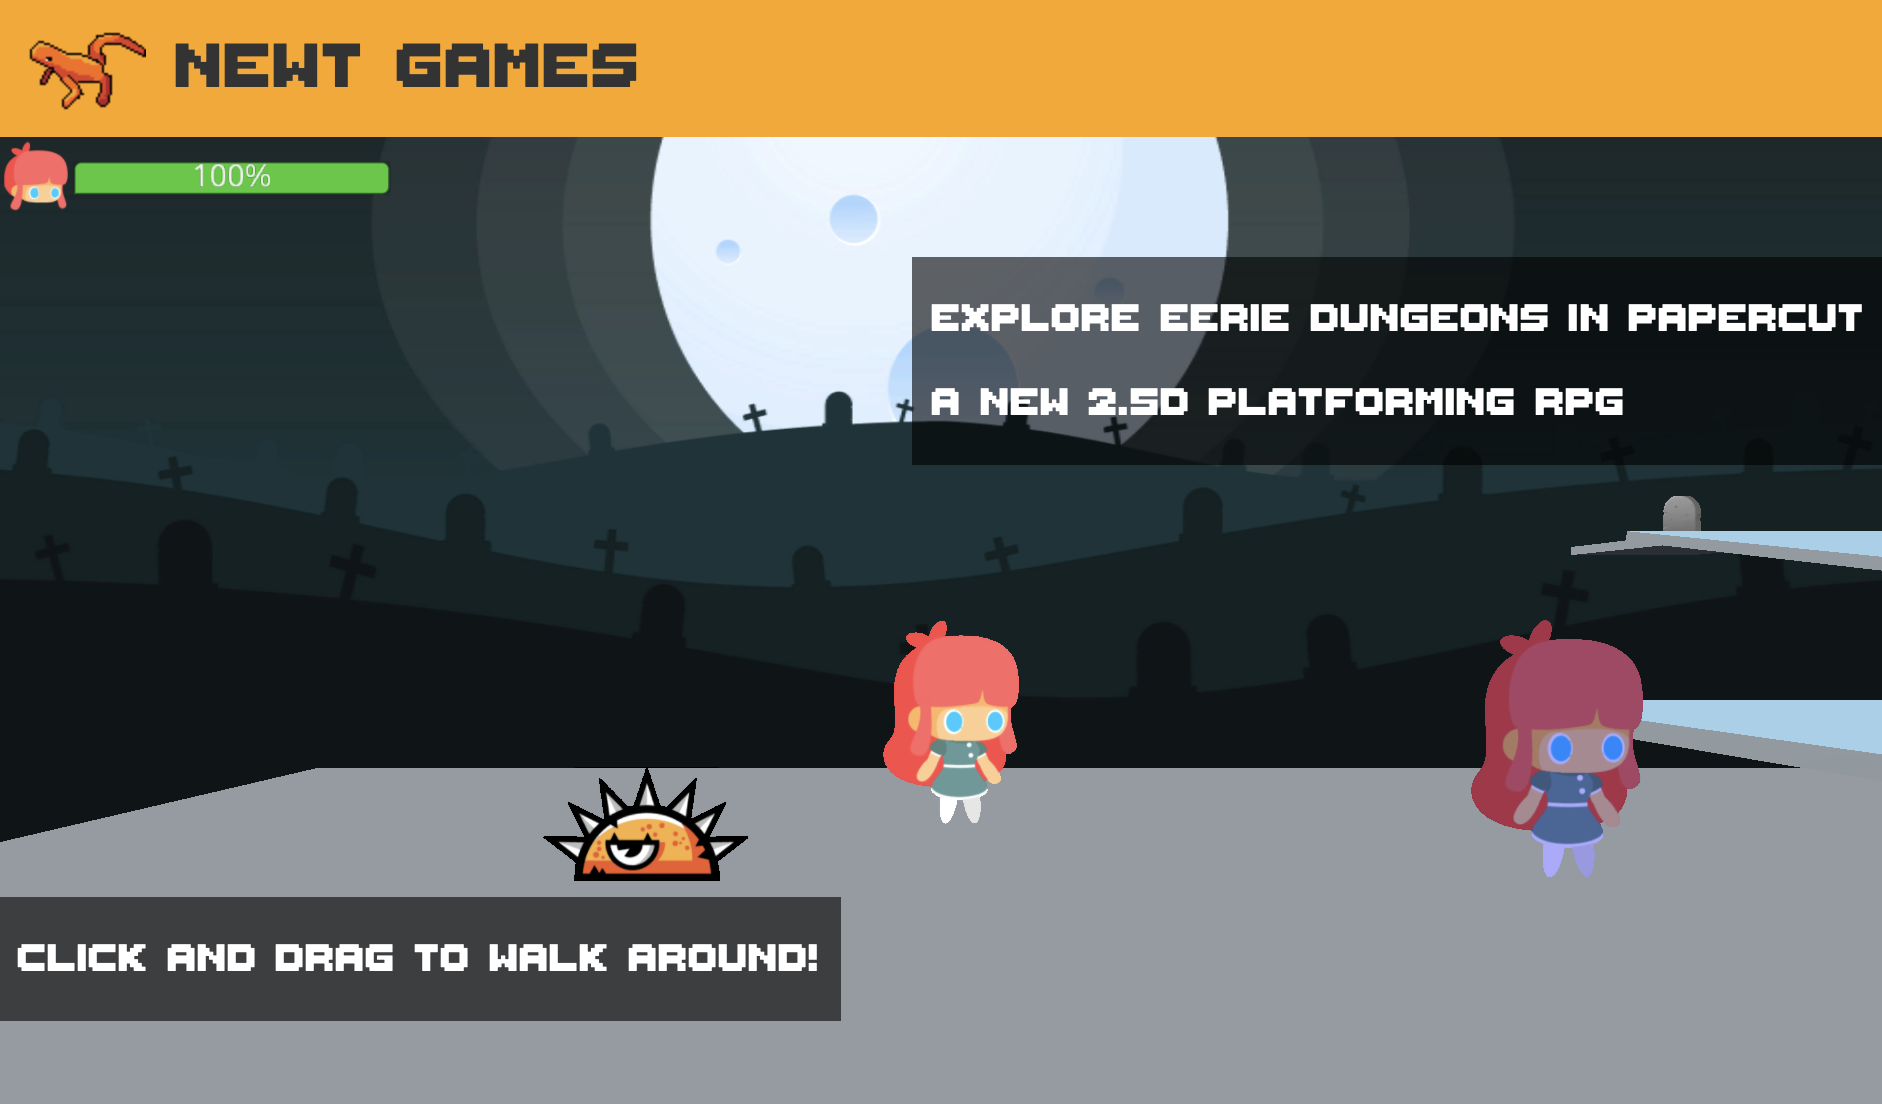 NEWT GAMES
100%
EXPLORE EERIE DUNGEONS IN PAPERCUT
A NEW 2.5D PLATFORMING RPG
CLICK AND DRAG TO WALK AROUND!